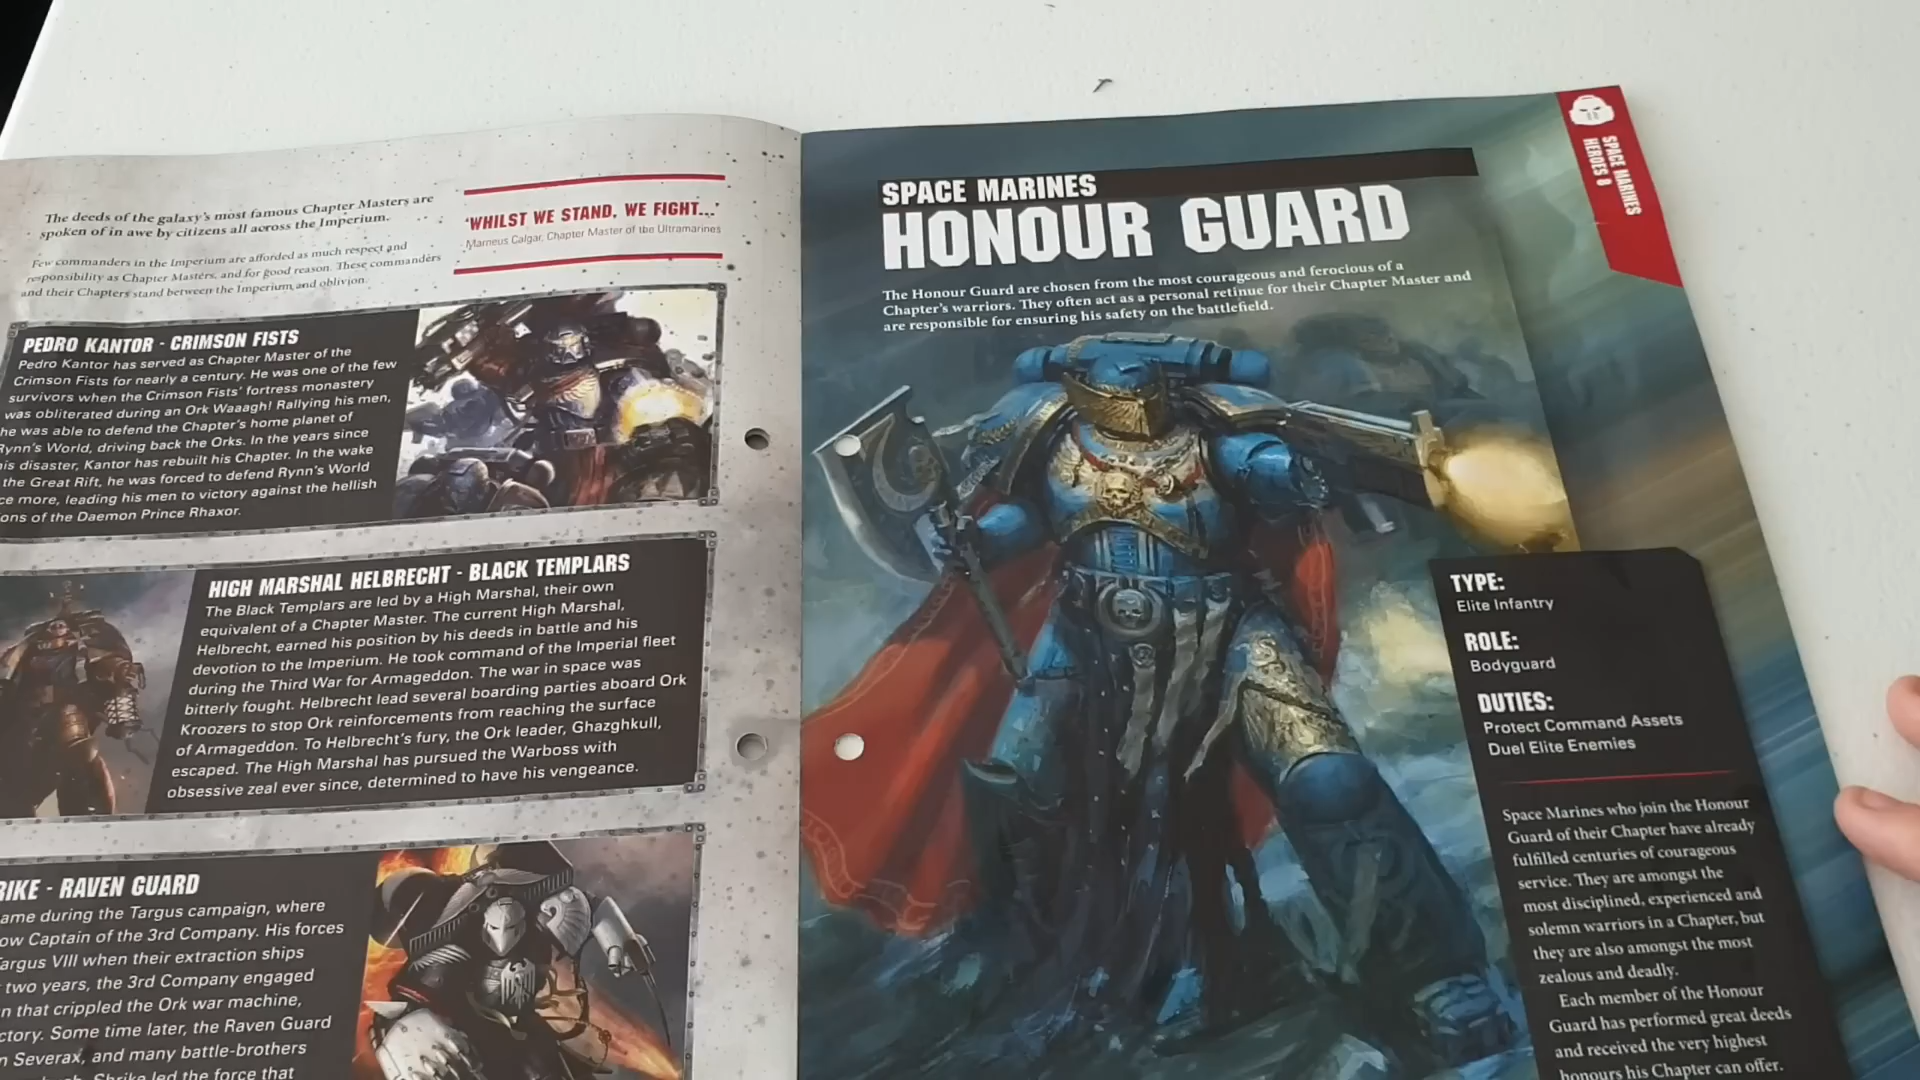 The deeds of the galaxy's most famous Chapter Masters are
spoken of in awe by citizens all across the Imperium.
Few commanders in the Imperium are afforded as much respect and
responsibility as Chapter Masters, and for good reason. These commanders
and their Chapters stand between the Imperium and oblivion.
'WHILST WE STAND, WE FIGHT...'
Marneus Calgar, Chapter Master of the Ultramarines
PEDRO KANTOR - CRIMSON FISTS
Pedro Kantor has served as Chapter Master of the
Crimson Fists for nearly a century. He was one of the few
survivors when the Crimson Fists' fortress monastery
was obliterated during an Ork Waaagh! Rallying his men,
he was able to defend the Chapter's home planet of
Rynn's World, driving back the Orks. In the years since
is disaster, Kantor has rebuilt his Chapter. In the wake
the Great Rift, he was forced to defend Rynn's World
ce more, leading his men to victory against the hellish
ons of the Daemon Prince Rhaxor.
HIGH MARSHAL HELBRECHT - BLACK TEMPLARS
The Black Templars are led by a High Marshal, their own
equivalent of a Chapter Master. The current High Marshal,
Helbrecht, earned his position by his deeds in battle and his
devotion to the Imperium. He took command of the Imperial fleet
during the Third War for Armageddon. The war in space was
bitterly fought. Helbrecht lead several boarding parties aboard Ork
Kroozers to stop Ork reinforcements from reaching the surface
of Armageddon. To Helbrecht's fury, the Ork leader, Ghazghkull,
escaped. The High Marshal has pursued the Warboss with
obsessive zeal ever since, determined to have his vengeance.
RIKE - RAVEN GUARD
ame during the Targus campaign, where
ow Captain of the 3rd Company. His forces
Targus VIII when their extraction ships
two years, the 3rd Company engaged
n that crippled the Ork war machine,
ctory. Some time later, the Raven Guard
n Severax, and many battle-brothers
Shrike led the force that
SPACE MARINES
HONOUR GUARD
The Honour Guard are chosen from the most courageous and ferocious of a
Chapter's warriors. They often act as a personal retinue for their Chapter Master and
are responsible for ensuring his safety on the battlefield.
SPACE MARINES
HEROES 8
TYPE:
Elite Infantry
ROLE:
Bodyguard
DUTIES:
Protect Command Assets
Duel Elite Enemies
Space Marines who join the Honour
Guard of their Chapter have already
fulfilled centuries of courageous
service. They are amongst the
most disciplined, experienced and
solemn warriors in a Chapter, but
they are also amongst the most
zealous and deadly.
Each member of the Honour
Guard has performed great deeds
and received the very highest
honours his Chapter can offer.